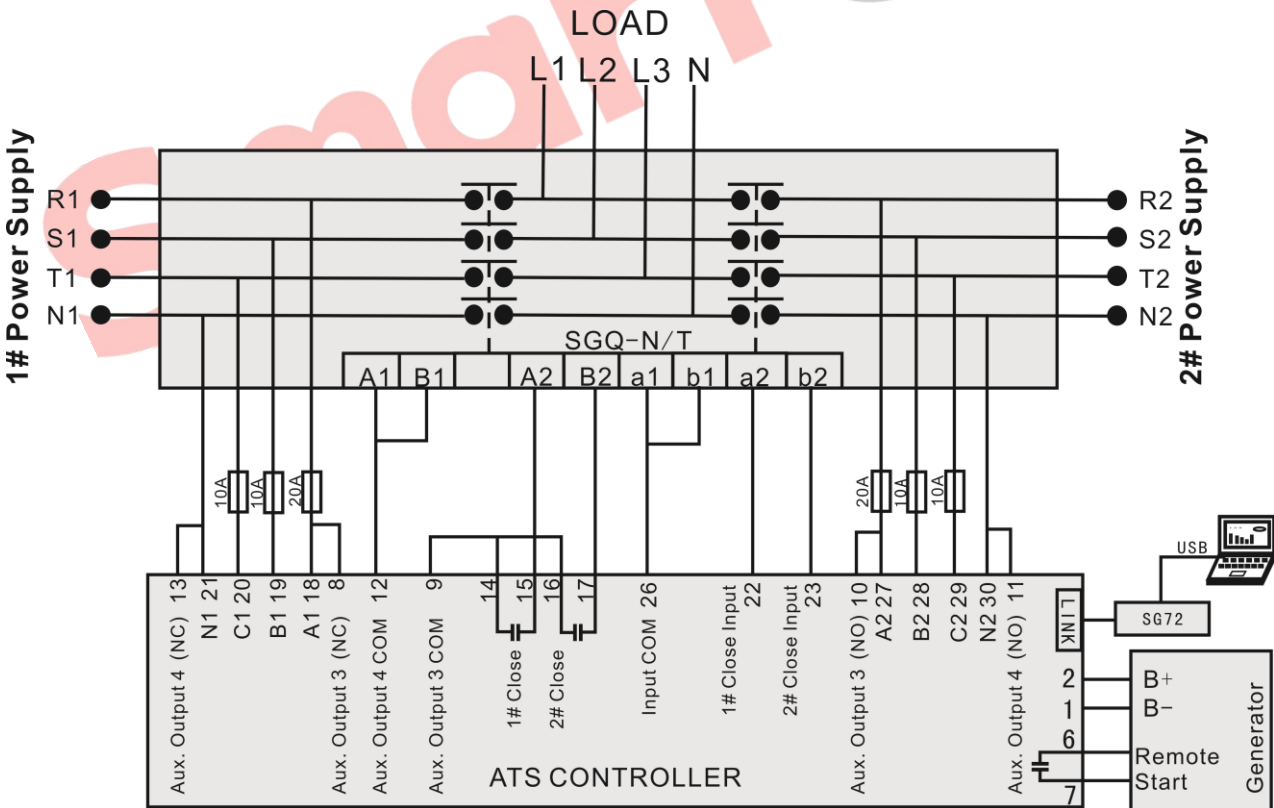 LOAD
L1 L2 L3 N
1# Power Supply
R1
S1
T1
N1
2# Power Supply
R2
S2
T2
N2
SGQ-N/T
A1 B1 A2 B2 a1 b1 a2 b2
10A
10A
20A
20A
10A
10A
Aux. Output 4 (NC) 13
N1 21
C1 20
B1 19
A1 18
Aux. Output 3 (NC) 8
Aux. Output 4 COM 12
Aux. Output 3 COM 9
14
1# Close 15
16
2# Close 17
Input COM 26
1# Close Input 22
2# Close Input 23
Aux. Output 3 (NO) 10
A2 27
B2 28
C2 29
N2 30
Aux. Output 4 (NO) 11
LINK
2
1
6
7
ATS CONTROLLER
USB
SG72
B+
B-
Remote
Start
Generator